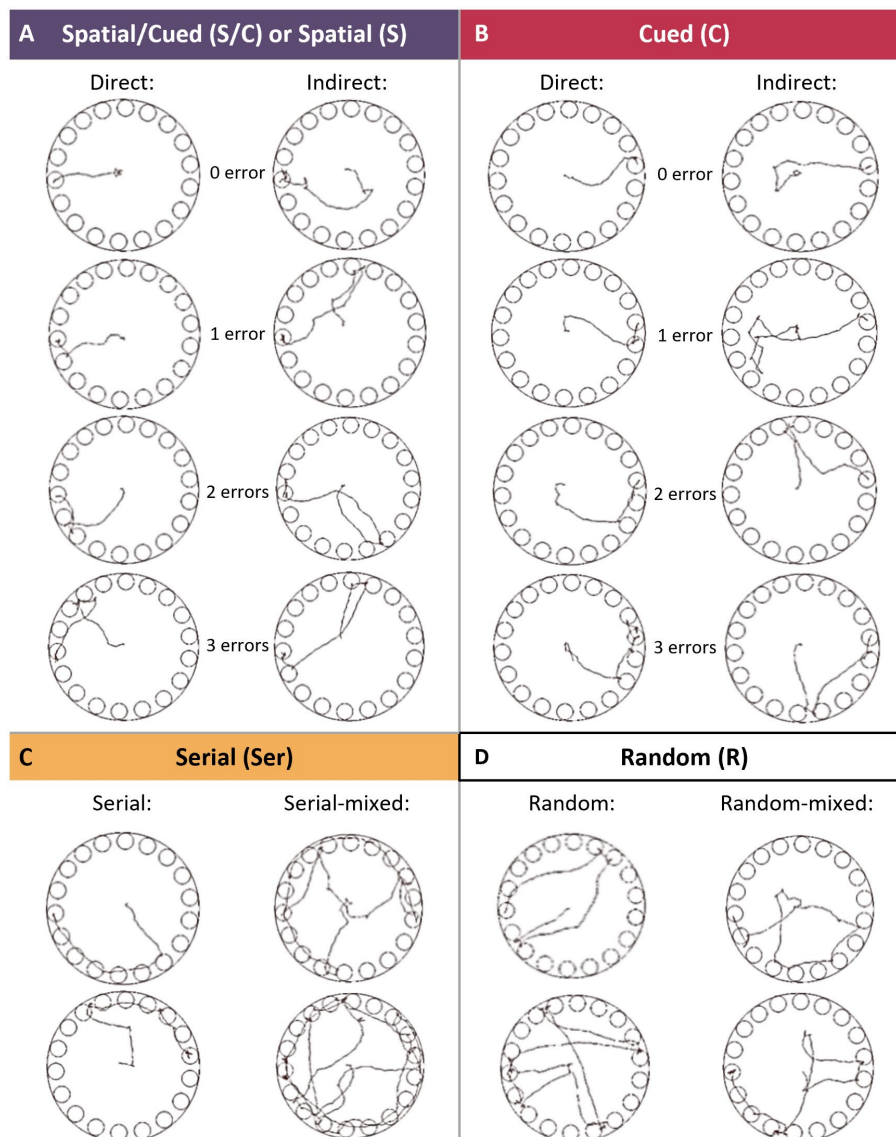 A Spatial/Cued (S/C) or Spatial (S)
Direct: Indirect:
0 error
1 error
2 errors
3 errors
B Cued (C)
Direct: Indirect:
0 error
1 error
2 errors
3 errors
C Serial (Ser)
Serial: Serial-mixed:
D Random (R)
Random: Random-mixed: